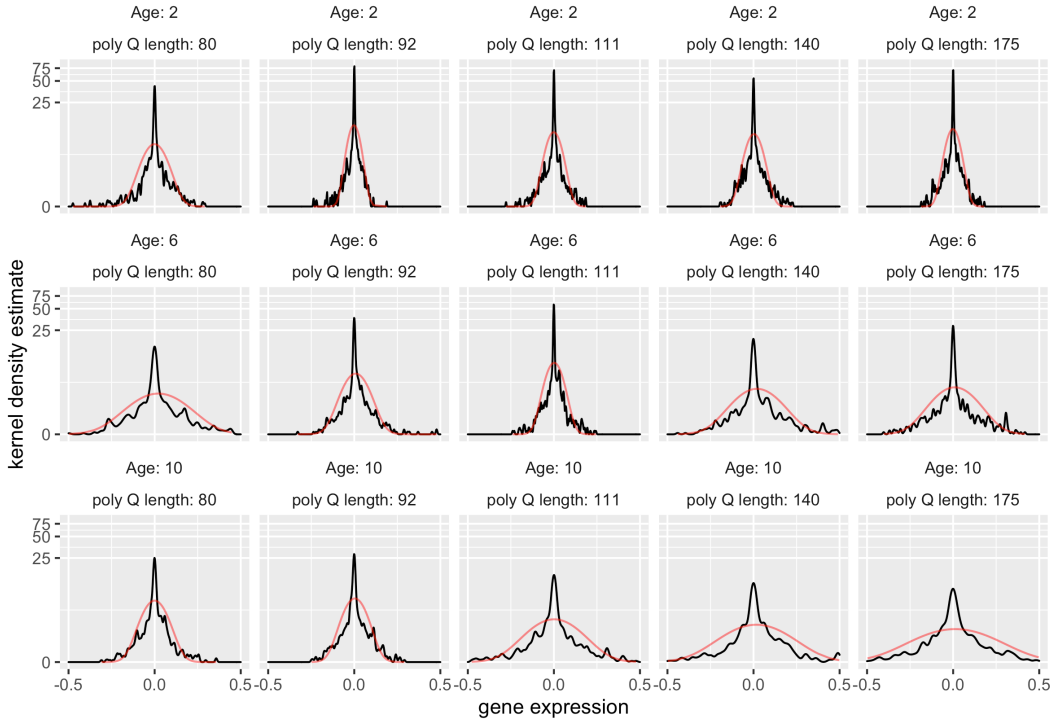 Age: 2 Age: 2 Age: 2 Age: 2 Age: 2
poly Q length: 80 poly Q length: 92 poly Q length: 111 poly Q length: 140 poly Q length: 175
75
50
25
0
Age: 6 Age: 6 Age: 6 Age: 6 Age: 6
poly Q length: 80 poly Q length: 92 poly Q length: 111 poly Q length: 140 poly Q length: 175
75
50
25
0
kernel density estimate
Age: 10 Age: 10 Age: 10 Age: 10 Age: 10
poly Q length: 80 poly Q length: 92 poly Q length: 111 poly Q length: 140 poly Q length: 175
75
50
25
0
-0.5 0.0 0.5 -0.5 0.0 0.5 -0.5 0.0 0.5 -0.5 0.0 0.5 -0.5 0.0 0.5
gene expression